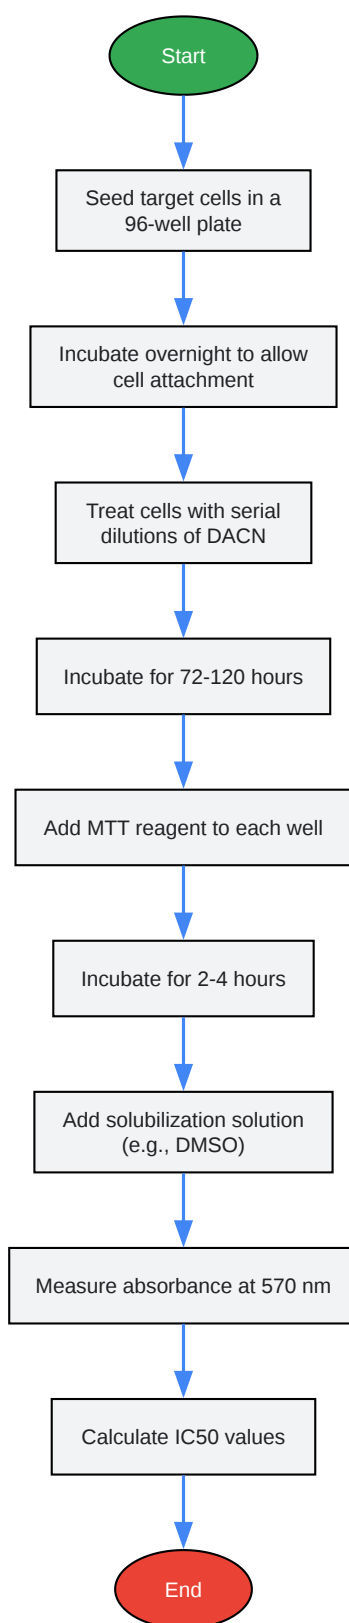 Start
Seed target cells in a
96-well plate
Incubate overnight to allow
cell attachment
Treat cells with serial
dilutions of DACN
Incubate for 72-120 hours
Add MTT reagent to each well
Incubate for 2-4 hours
Add solubilization solution
(e.g., DMSO)
Measure absorbance at 570 nm
Calculate IC50 values
End